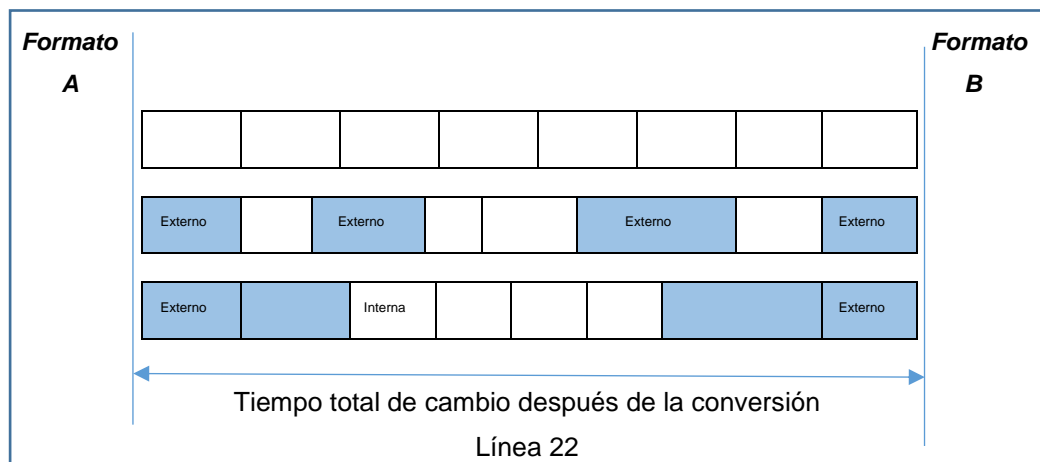 Formato
A
Formato
B
Externo Externo Externo Externo
Externo Interna Externo
Tiempo total de cambio después de la conversión
Línea 22